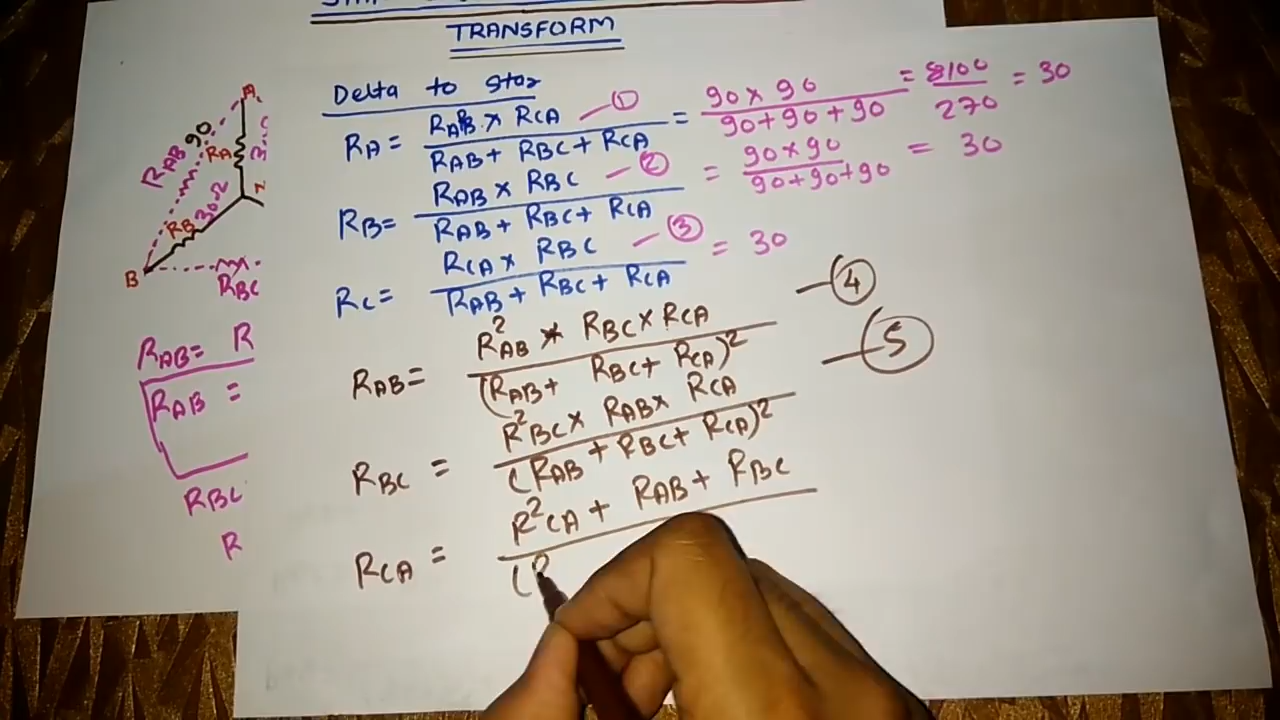 TRANSFORM
Delta to Star
RA = RAB × RCA / RAB + RBC + RCA — ① = 90 × 90 / 90 + 90 + 90 = 8100 / 270 = 30
RB = RAB × RBC / RAB + RBC + RCA — ② = 90 × 90 / 90 + 90 + 90 = 30
RC = RCA × RBC / RAB + RBC + RCA — ③ = 30
RAB = R²AB × RBC × RCA / (RAB + RBC + RCA)² — ④
RBC = R²BC × RAB × RCA / (RAB + RBC + RCA)² — ⑤
RCA = R²CA + RAB + RBC / (R
A
RAB 90
RA
RB 30Ω
B
RBC
RAB = R
RAB =
RBC
R